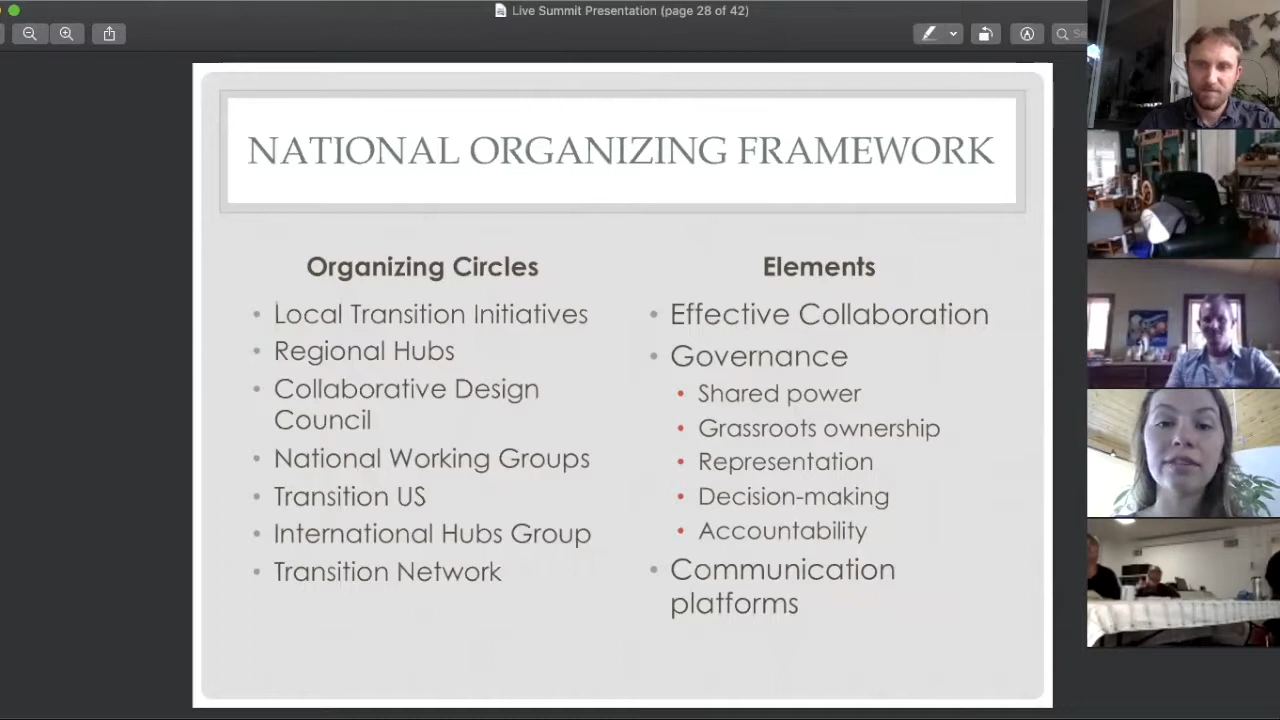 Live Summit Presentation (page 28 of 42)
Se
NATIONAL ORGANIZING FRAMEWORK
Organizing Circles
• Local Transition Initiatives
• Regional Hubs
• Collaborative Design
Council
• National Working Groups
• Transition US
• International Hubs Group
• Transition Network
Elements
• Effective Collaboration
• Governance
• Shared power
• Grassroots ownership
• Representation
• Decision-making
• Accountability
• Communication
platforms